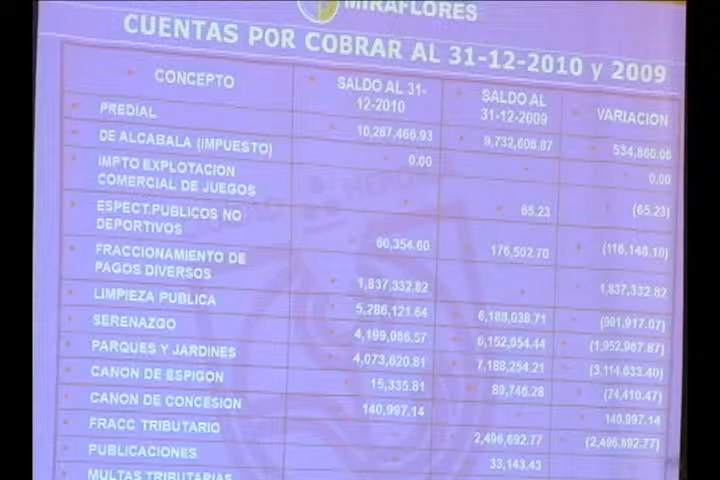 MIRAFLORES
CUENTAS POR COBRAR AL 31-12-2010 y 2009
CONCEPTO SALDO AL 31-12-2010 SALDO AL 31-12-2009 VARIACION
PREDIAL 10,267,466.93 9,732,606.87 534,860.06
DE ALCABALA (IMPUESTO) 0.00 0.00
IMPTO EXPLOTACION
COMERCIAL DE JUEGOS 65.23 (65.23)
ESPECT.PUBLICOS NO
DEPORTIVOS 60,354.60 176,502.70 (116,148.10)
FRACCIONAMIENTO DE
PAGOS DIVERSOS 1,837,332.82 1,837,332.82
LIMPIEZA PUBLICA 5,286,121.64 6,188,038.71 (901,917.07)
SERENAZGO 4,199,086.57 6,152,054.44 (1,952,967.87)
PARQUES Y JARDINES 4,073,620.81 7,188,254.21 (3,114,633.40)
CANON DE ESPIGON 15,335.81 89,746.28 (74,410.47)
CANON DE CONCESION 140,997.14 140,997.14
FRACC TRIBUTARIO 2,496,692.77 (2,496,692.77)
PUBLICACIONES 33,143.43
MULTAS TRIBUTARIAS